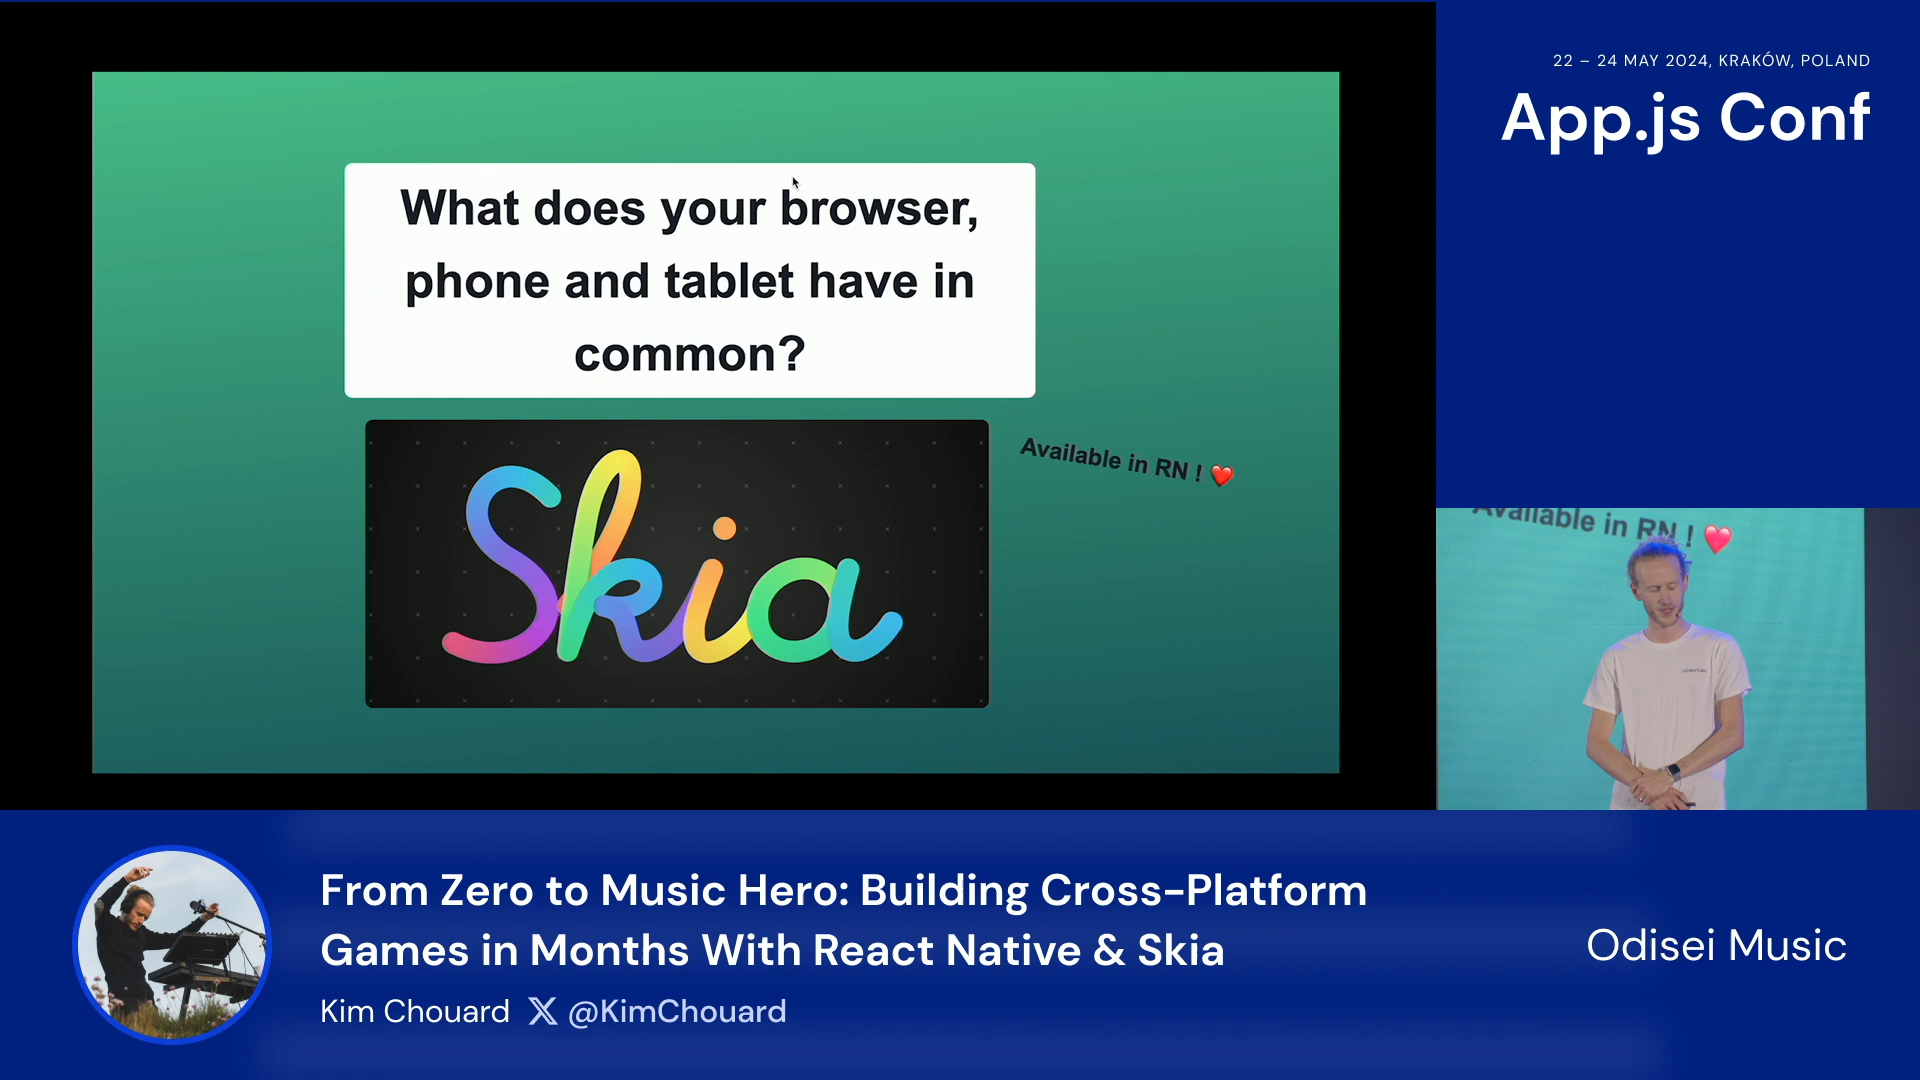 What does your browser,
phone and tablet have in
common?
Skia
Available in RN ! ❤️
22 – 24 MAY 2024, KRAKÓW, POLAND
App.js Conf
Available in RN ! ❤️
From Zero to Music Hero: Building Cross-Platform
Games in Months With React Native & Skia
Kim Chouard X @KimChouard
Odisei Music